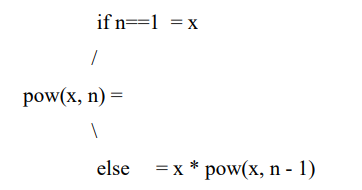 if n==1 = x
/
pow(x, n) =
\
else = x * pow(x, n - 1)